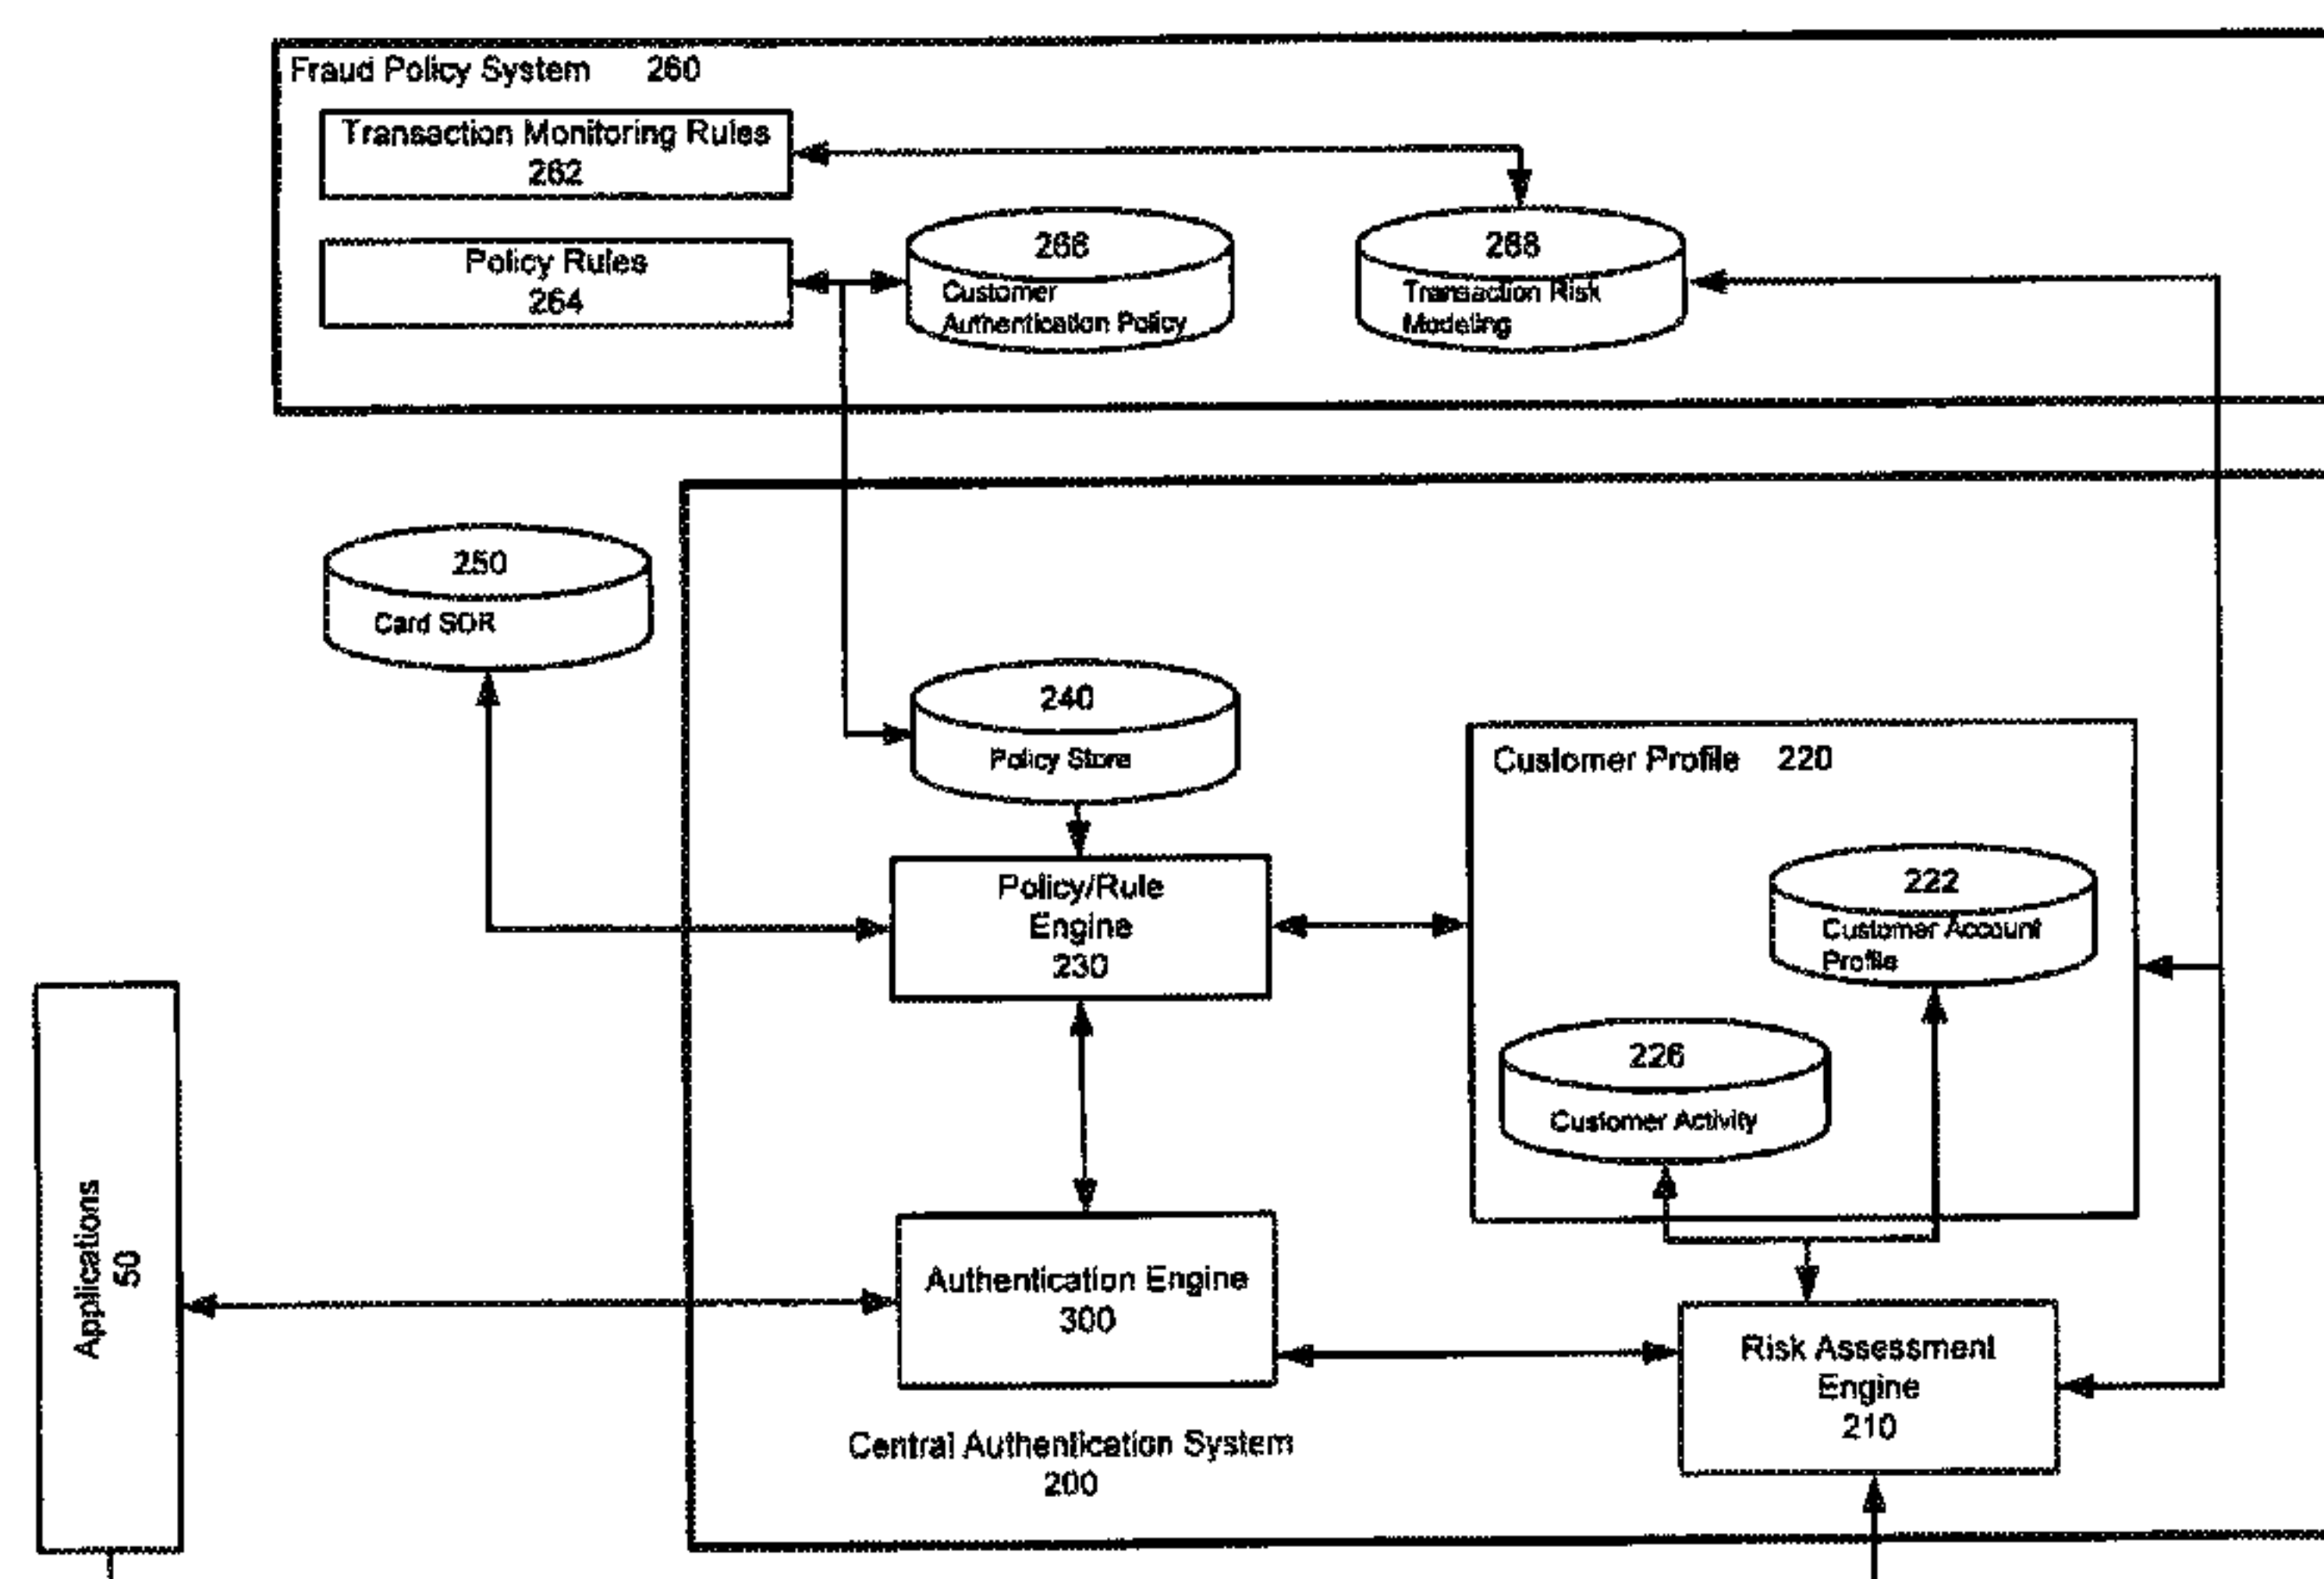 Fraud Policy System 260
Transaction Monitoring Rules
262
Policy Rules
264
266
Customer
Authentication Policy
268
Transaction Risk
Modeling
250
Card SOR
240
Policy Store
Customer Profile 220
Policy/Rule
Engine
230
222
Customer Account
Profile
226
Customer Activity
Applications
50
Authentication Engine
300
Risk Assessment
Engine
210
Central Authentication System
200